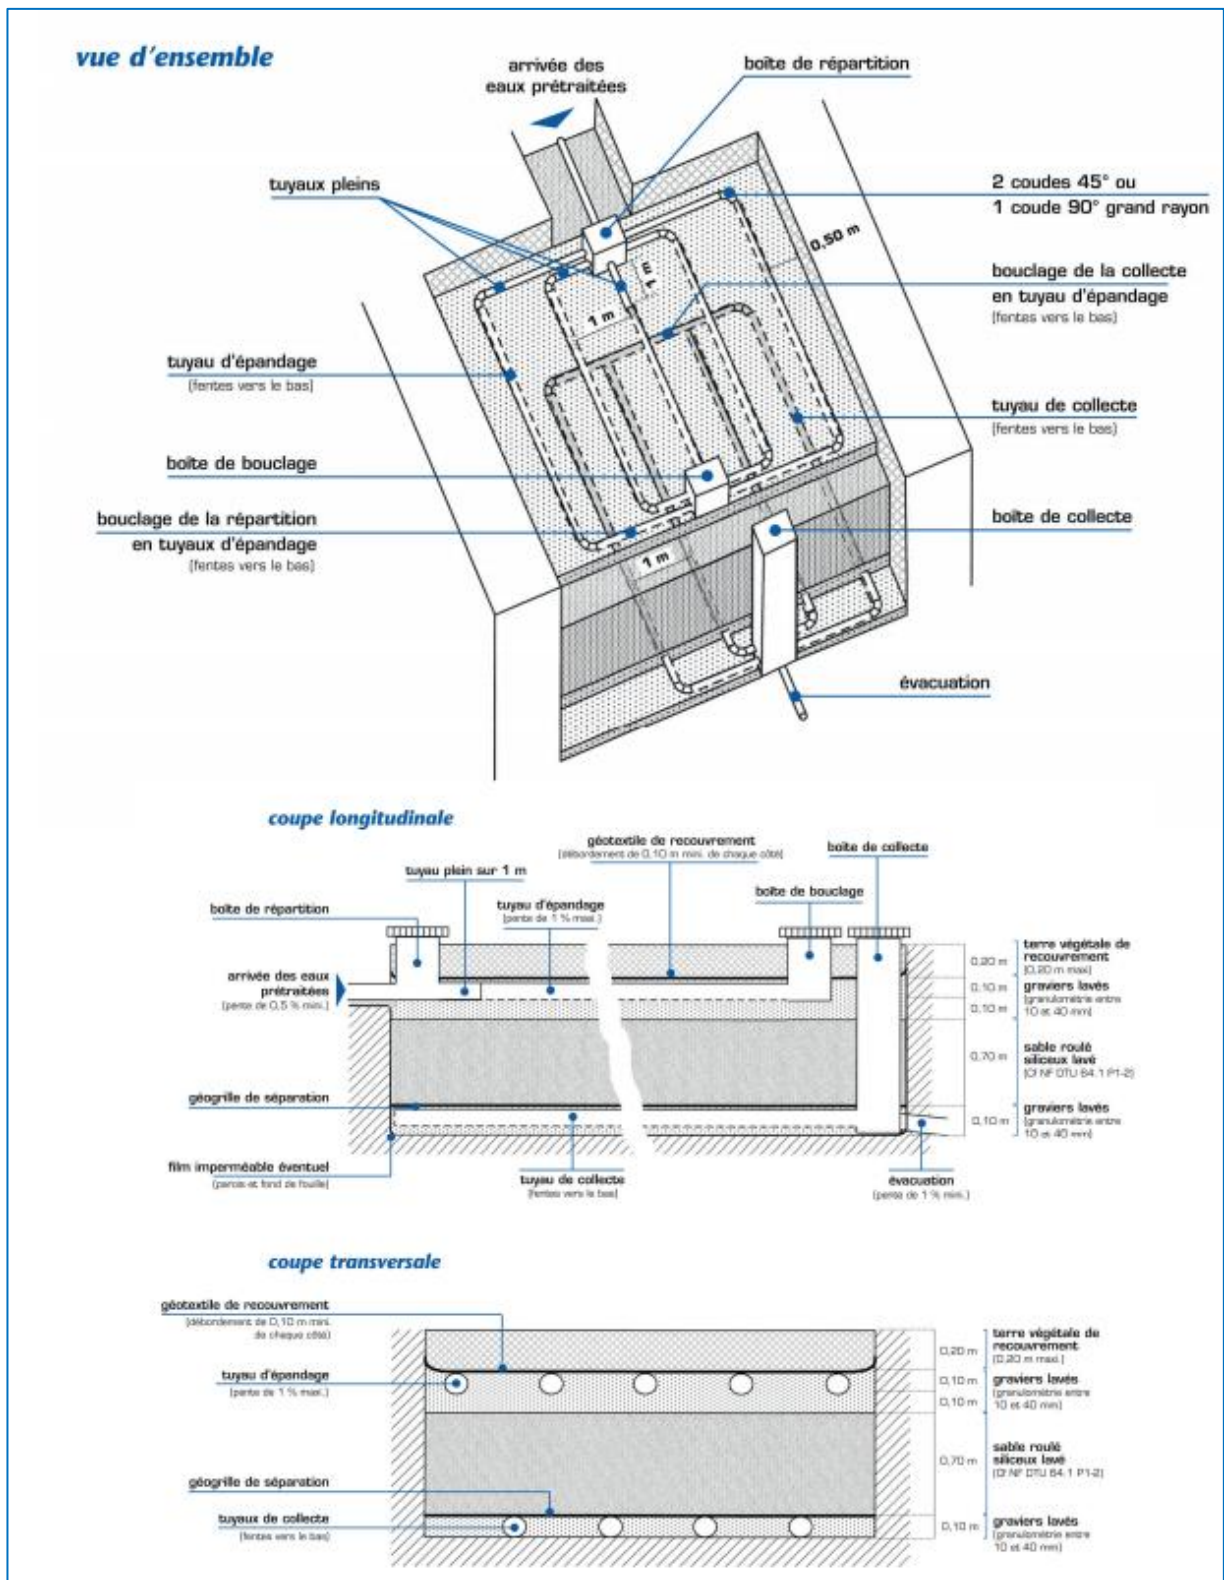 vue d'ensemble
arrivée des
eaux prétraitées
boîte de répartition
tuyaux pleins
2 coudes 45° ou
1 coude 90° grand rayon
0,50 m
1 m
1 m
bouclage de la collecte
en tuyau d'épandage
(fentes vers le bas)
tuyau d'épandage
(fentes vers le bas)
tuyau de collecte
(fentes vers le bas)
boîte de bouclage
bouclage de la répartition
en tuyaux d'épandage
(fentes vers le bas)
1 m
boîte de collecte
évacuation
coupe longitudinale
géotextile de recouvrement
(débordement de 0,10 m mini. de chaque côté)
boîte de collecte
tuyau plein sur 1 m
boîte de bouclage
tuyau d'épandage
(pente de 1 % maxi.)
boîte de répartition
arrivée des eaux
prétraitées
(pente de 0,5 % mini.)
0,20 m
terre végétale de
recouvrement
(0,20 m maxi)
0,10 m
graviers lavés
(granulométrie entre
10 et 40 mm)
0,10 m
0,70 m
sable roulé
siliceux lavé
(Cf NF DTU 64.1 P1-2)
géogrille de séparation
0,10 m
graviers lavés
(granulométrie entre
10 et 40 mm)
film imperméable éventuel
(parois et fond de fouille)
tuyau de collecte
(fentes vers le bas)
évacuation
(pente de 1 % mini.)
coupe transversale
géotextile de recouvrement
(débordement de 0,10 m mini.
de chaque côté)
0,20 m
terre végétale de
recouvrement
(0,20 m maxi.)
tuyau d'épandage
(pente de 1 % maxi.)
0,10 m
graviers lavés
(granulométrie entre
10 et 40 mm)
0,10 m
0,70 m
sable roulé
siliceux lavé
(Cf NF DTU 64.1 P1-2)
géogrille de séparation
tuyaux de collecte
(fentes vers le bas)
0,10 m
graviers lavés
(granulométrie entre
10 et 40 mm)